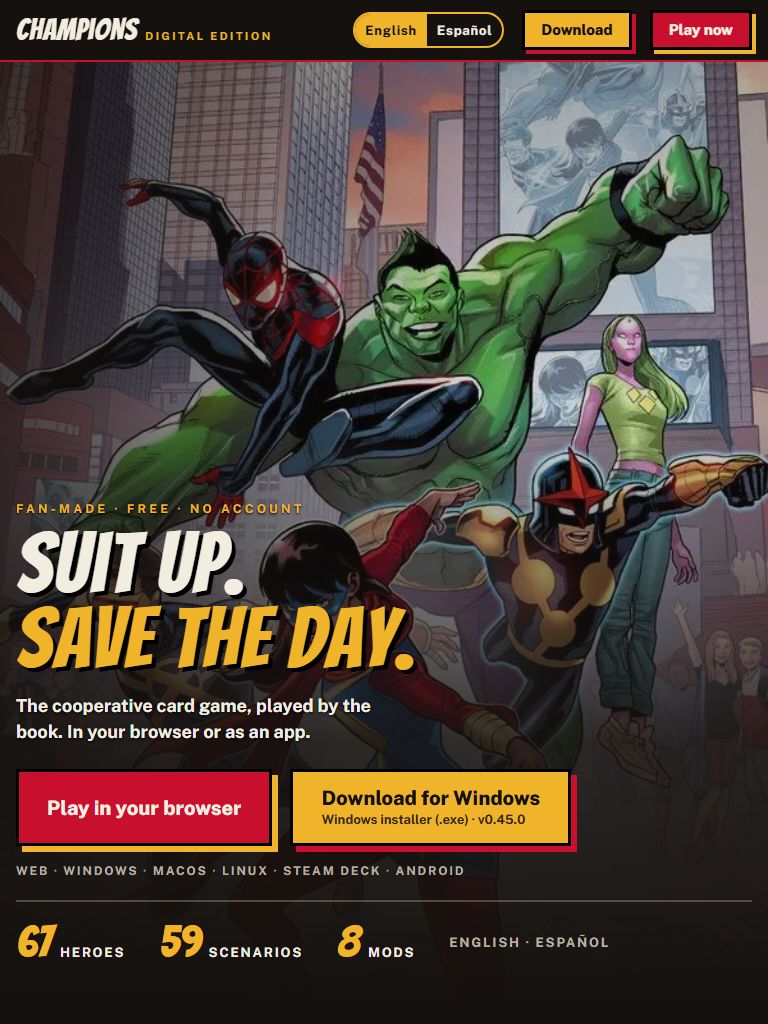 CHAMPIONS DIGITAL EDITION
English Español
Download
Play now
FAN-MADE · FREE · NO ACCOUNT
SUIT UP.
SAVE THE DAY.
The cooperative card game, played by the
book. In your browser or as an app.
Play in your browser
Download for Windows
Windows installer (.exe) · v0.45.0
WEB · WINDOWS · MACOS · LINUX · STEAM DECK · ANDROID
67 HEROES
59 SCENARIOS
8 MODS
ENGLISH · ESPAÑOL